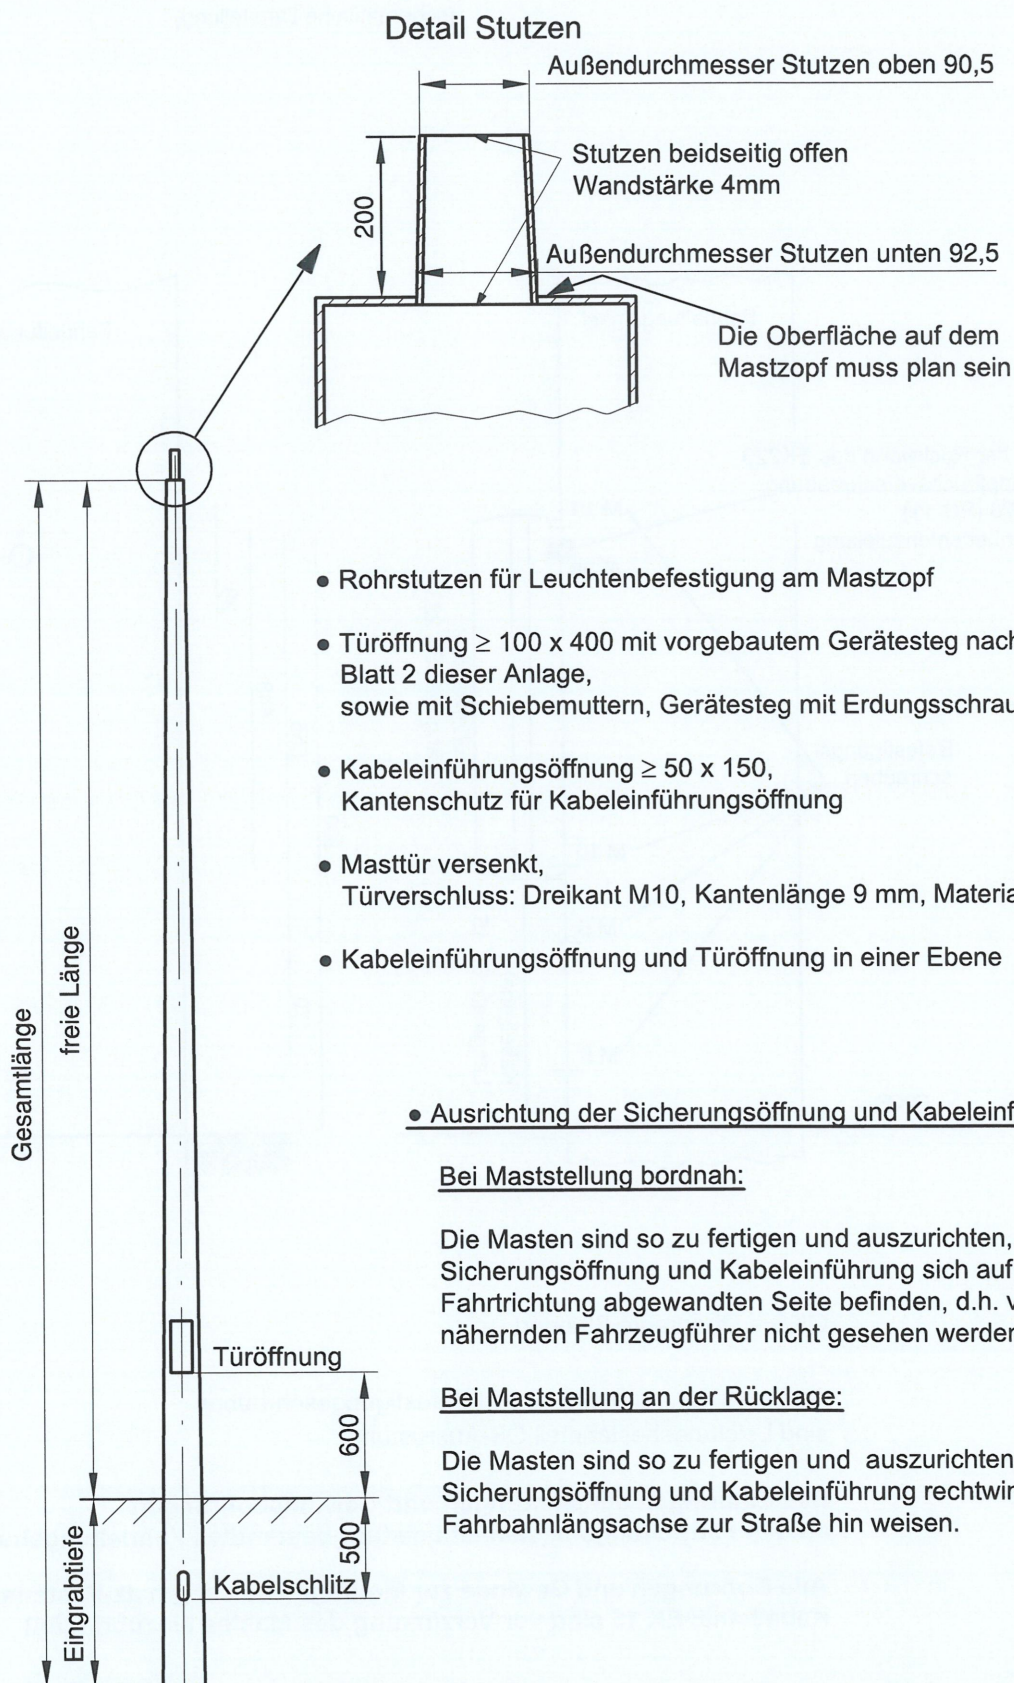 Detail Stutzen
Außendurchmesser Stutzen oben 90,5
Stutzen beidseitig offen
Wandstärke 4mm
200
Außendurchmesser Stutzen unten 92,5
Die Oberfläche auf dem
Mastzopf muss plan sein
• Rohrstutzen für Leuchtenbefestigung am Mastzopf
• Türöffnung ≥ 100 x 400 mit vorgebautem Gerätesteg nach
Blatt 2 dieser Anlage,
sowie mit Schiebemuttern, Gerätesteg mit Erdungsschrau
• Kabeleinführungsöffnung ≥ 50 x 150,
Kantenschutz für Kabeleinführungsöffnung
• Masttür versenkt,
Türverschluss: Dreikant M10, Kantenlänge 9 mm, Materia
• Kabeleinführungsöffnung und Türöffnung in einer Ebene
Gesamtlänge
freie Länge
• Ausrichtung der Sicherungsöffnung und Kabeleinf
Bei Maststellung bordnah:
Die Masten sind so zu fertigen und auszurichten,
Sicherungsöffnung und Kabeleinführung sich auf
Fahrtrichtung abgewandten Seite befinden, d.h. v
nähernden Fahrzeugführer nicht gesehen werden
Bei Maststellung an der Rücklage:
Die Masten sind so zu fertigen und auszurichten
Sicherungsöffnung und Kabeleinführung rechtwin
Fahrbahnlängsachse zur Straße hin weisen.
Türöffnung
600
500
Kabelschlitz
Eingrabtiefe